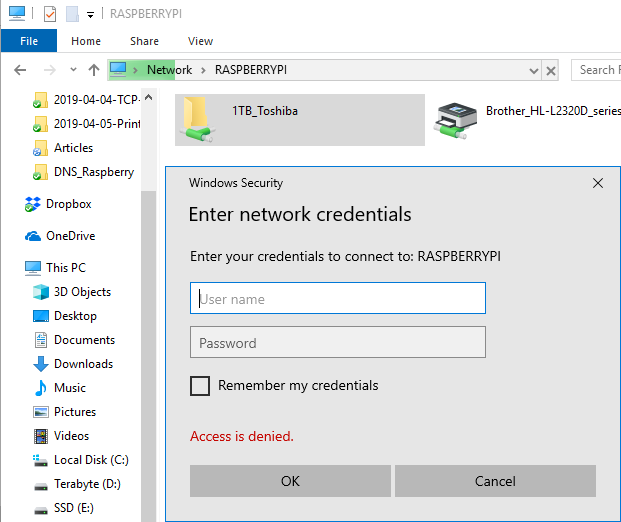 RASPBERRYPI
File
Home
Share
View
Network
RASPBERRYPI
Search R
2019-04-04-TCP-
2019-04-05-Print
Articles
DNS_Raspberry
Dropbox
OneDrive
This PC
3D Objects
Desktop
Documents
Downloads
Music
Pictures
Videos
Local Disk (C:)
Terabyte (D:)
SSD (E:)
1TB_Toshiba
Brother_HL-L2320D_series
Windows Security
Enter network credentials
Enter your credentials to connect to: RASPBERRYPI
User name
Password
Remember my credentials
Access is denied.
OK
Cancel